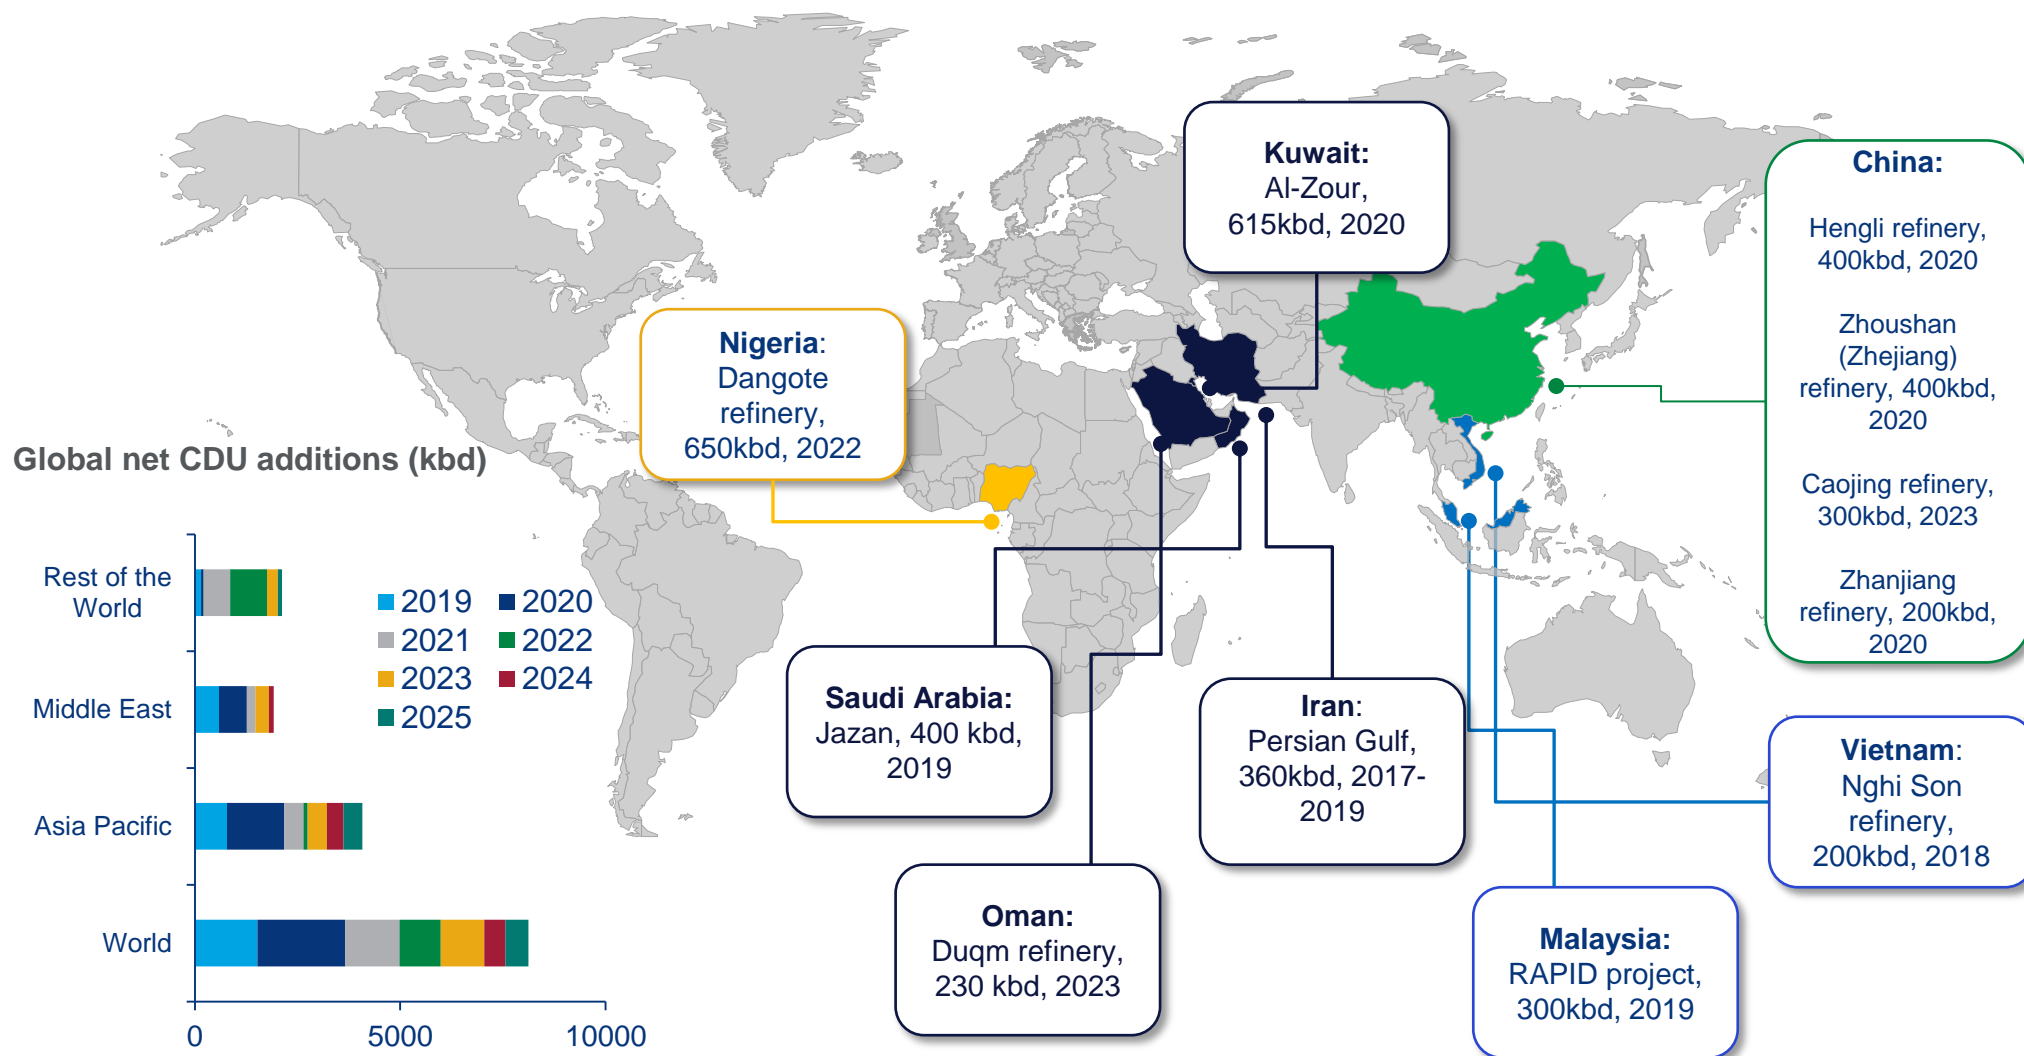 Kuwait:
Al-Zour,
615kbd, 2020
China:
Hengli refinery,
400kbd, 2020
Zhoushan
(Zhejiang)
refinery, 400kbd,
2020
Caojing refinery,
300kbd, 2023
Zhanjiang
refinery, 200kbd,
2020
Nigeria:
Dangote
refinery,
650kbd, 2022
Global net CDU additions (kbd)
Rest of the
World
Middle East
Asia Pacific
World
0
5000
10000
2019
2020
2021
2022
2023
2024
2025
Saudi Arabia:
Jazan, 400 kbd,
2019
Iran:
Persian Gulf,
360kbd, 2017-
2019
Vietnam:
Nghi Son
refinery,
200kbd, 2018
Oman:
Duqm refinery,
230 kbd, 2023
Malaysia:
RAPID project,
300kbd, 2019